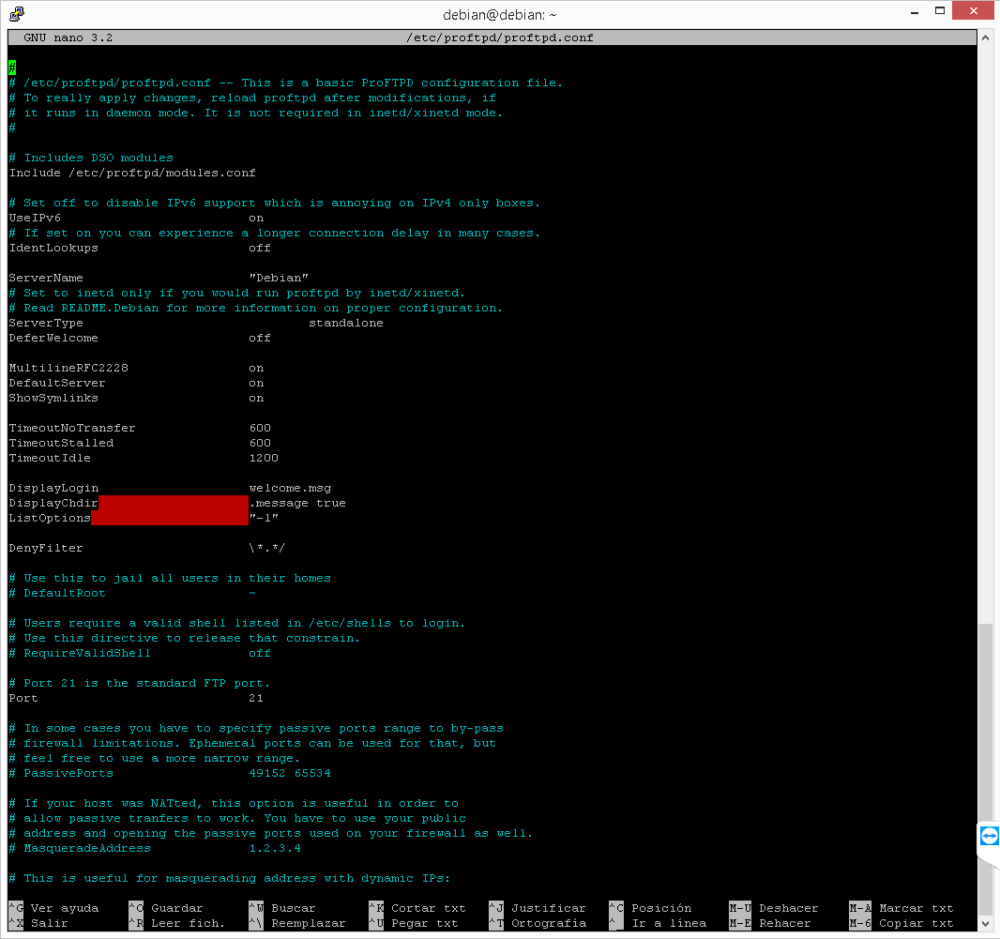 debian@debian: ~
GNU nano 3.2 /etc/proftpd/proftpd.conf
#
# /etc/proftpd/proftpd.conf -- This is a basic ProFTPD configuration file.
# To really apply changes, reload proftpd after modifications, if
# it runs in daemon mode. It is not required in inetd/xinetd mode.
#
# Includes DSO modules
Include /etc/proftpd/modules.conf
# Set off to disable IPv6 support which is annoying on IPv4 only boxes.
UseIPv6 on
# If set on you can experience a longer connection delay in many cases.
IdentLookups off
ServerName "Debian"
# Set to inetd only if you would run proftpd by inetd/xinetd.
# Read README.Debian for more information on proper configuration.
ServerType standalone
DeferWelcome off
MultilineRFC2228 on
DefaultServer on
ShowSymlinks on
TimeoutNoTransfer 600
TimeoutStalled 600
TimeoutIdle 1200
DisplayLogin welcome.msg
DisplayChdir .message true
ListOptions "-l"
DenyFilter \*.*/
# Use this to jail all users in their homes
# DefaultRoot ~
# Users require a valid shell listed in /etc/shells to login.
# Use this directive to release that constrain.
# RequireValidShell off
# Port 21 is the standard FTP port.
Port 21
# In some cases you have to specify passive ports range to by-pass
# firewall limitations. Ephemeral ports can be used for that, but
# feel free to use a more narrow range.
# PassivePorts 49152 65534
# If your host was NATted, this option is useful in order to
# allow passive tranfers to work. You have to use your public
# address and opening the passive ports used on your firewall as well.
# MasqueradeAddress 1.2.3.4
# This is useful for masquerading address with dynamic IPs:
^G Ver ayuda ^O Guardar ^W Buscar ^K Cortar txt ^J Justificar ^C Posición M-U Deshacer M-A Marcar txt
^X Salir ^R Leer fich. ^\ Reemplazar ^U Pegar txt ^T Ortografía ^_ Ir a línea M-E Rehacer M-6 Copiar txt